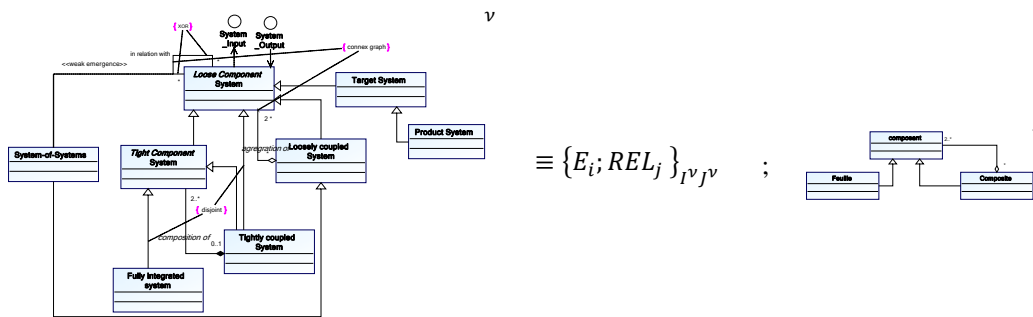 ν
{ XOR }
System
_Input
System
_Output
{ connex graph }
in relation with
<<weak emergence>>
*
*
Loose Component
System
Target System
2..*
Product System
agregration of
Loosely coupled
System
System-of-Systems
Tight Component
System
≡ {E_i; REL_j}_{I^ν J^ν} ;
component
2..*
*
Feuille
Composite
2..*
{ disjoint }
composition of
0..1
Tightly coupled
System
Fully Integrated
system